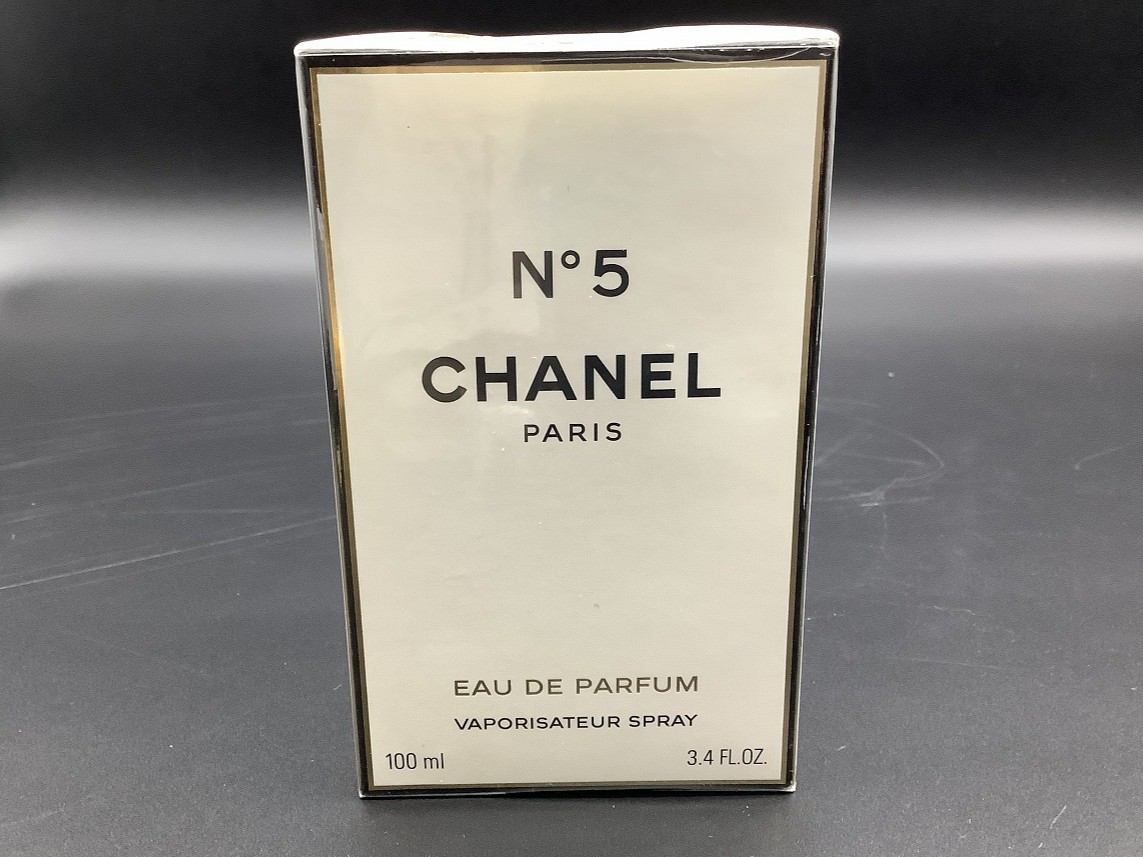 N°5
CHANEL
PARIS
EAU DE PARFUM
VAPORISATEUR SPRAY
100 ml 3.4 FL.OZ.